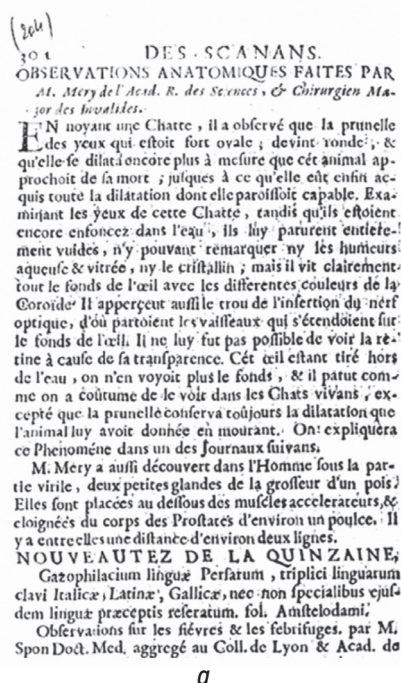 (204)
301 DES SCANANS.
OBSERVATIONS ANATOMIQUES FAITES PAR
M. Mery de l'Acad. R. des Sciences, & Chirurgien Ma-
jor des Invalides.
EN noyant une Chatte, il a observé que la prunelle
des yeux qui estoit fort ovale; devint ronde, &
qu'elle se dilata encore plus à mesure que cét animal ap-
prochoit de sa mort; jusques à ce qu'elle eût enfin ac-
quis toute la dilatation dont elle paroissoit capable. Exa-
minant les yeux de cette Chatte, tandis qu'ils estoient
encore enfoncez dans l'eau, ils luy parurent entiere-
ment vuides, n'y pouvant remarquer ny les humeurs
aqueuse & vitrée, ny le cristallin; mais il vit clairement
tout le fonds de l'œil avec les differentes couleurs de la
Coroïde. Il apperçeut aussi le trou de l'insertion du nerf
optique, d'où partoient les vaisseaux qui s'étendoient sur
le fonds de l'œil. Il ne luy fut pas possible de voir la re-
tine à cause de sa transparence. Cét œil estant tiré hors
de l'eau, on n'en voyoit plus le fonds, & il parut com-
me on a coûtume de le voir dans les Chats vivans, ex-
cepté que la prunelle conserva toujours la dilatation que
l'animal luy avoit donnée en mourant. On expliquera
ce Phenoméne dans un des Journaux suivans.
M. Mery a aussi découvert dans l'Homme sous la par-
tie virile, deux petites glandes de la grosseur d'un pois.
Elles sont placées au dessous des muscles accelerateurs, &
eloignées du corps des Prostates d'environ un poulce. Il
y a entre elles une distance d'environ deux lignes.
NOUVEAUTEZ DE LA QUINZAINE,
Gazophilacium linguæ Persarum, triplici linguarum
clavi Italicæ, Latinæ, Gallicæ, nec non specialibus ejus-
dem linguæ præceptis reseratum. fol. Amstelodami,
Observations sur les fiévres & les febrifuges. par M.
Spon Doct. Med. aggregé au Coll. de Lyon & Acad. de
a